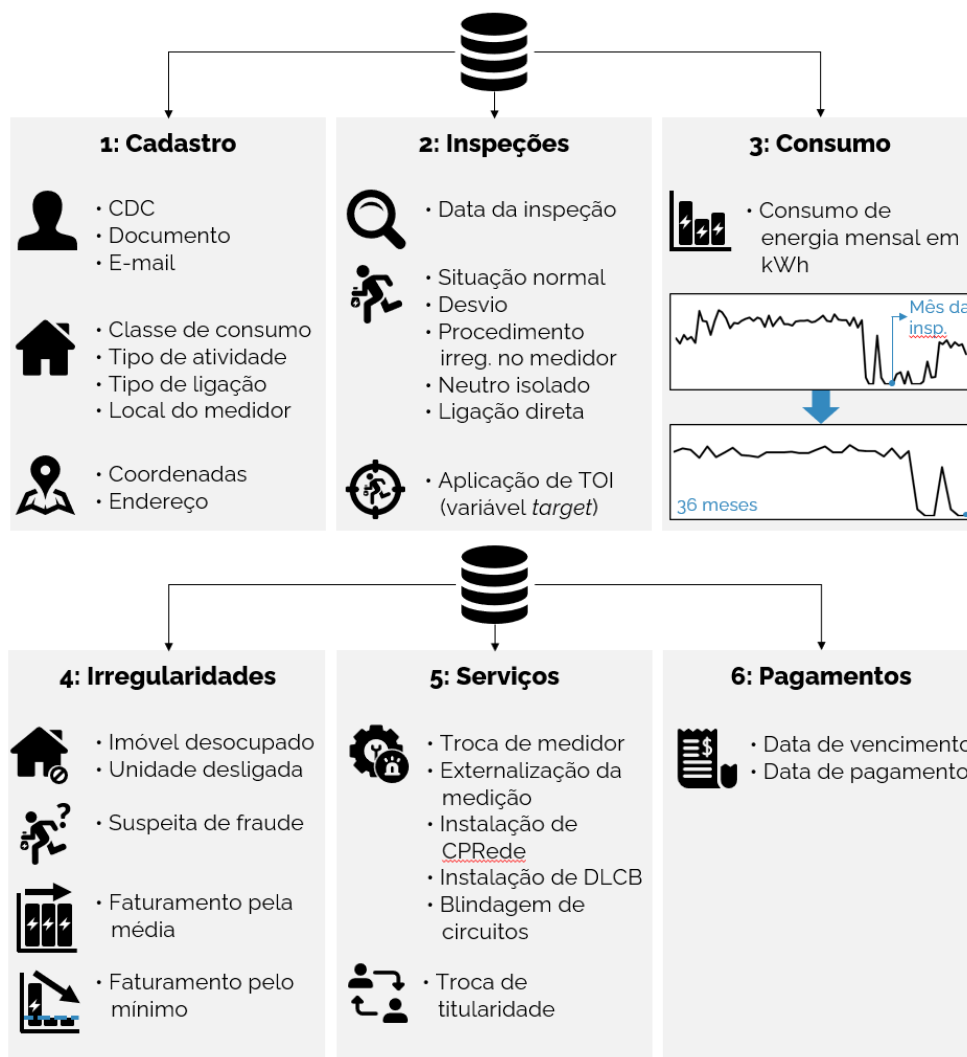 1: Cadastro
• CDC
• Documento
• E-mail
• Classe de consumo
• Tipo de atividade
• Tipo de ligação
• Local do medidor
• Coordenadas
• Endereço
2: Inspeções
• Data da inspeção
• Situação normal
• Desvio
• Procedimento
irreg. no medidor
• Neutro isolado
• Ligação direta
• Aplicação de TOI
(variável target)
3: Consumo
• Consumo de
energia mensal em
kWh
Mês da
insp.
36 meses
4: Irregularidades
• Imóvel desocupado
• Unidade desligada
• Suspeita de fraude
• Faturamento pela
média
• Faturamento pelo
mínimo
5: Serviços
• Troca de medidor
• Externalização da
medição
• Instalação de
CPRede
• Instalação de DLCB
• Blindagem de
circuitos
• Troca de
titularidade
6: Pagamentos
$
• Data de vencimento
• Data de pagamento